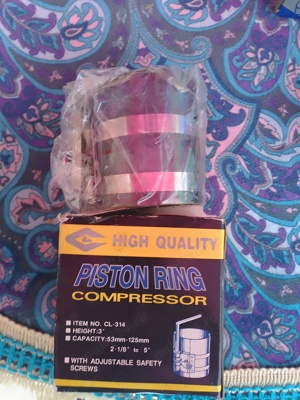 HIGH QUALITY
PISTON RING
COMPRESSOR
■ ITEM NO. CL-314
■ HEIGHT:3"
■ CAPACITY:53mm-125mm
2-1/8" to 5"
■ WITH ADJUSTABLE SAFETY
SCREWS